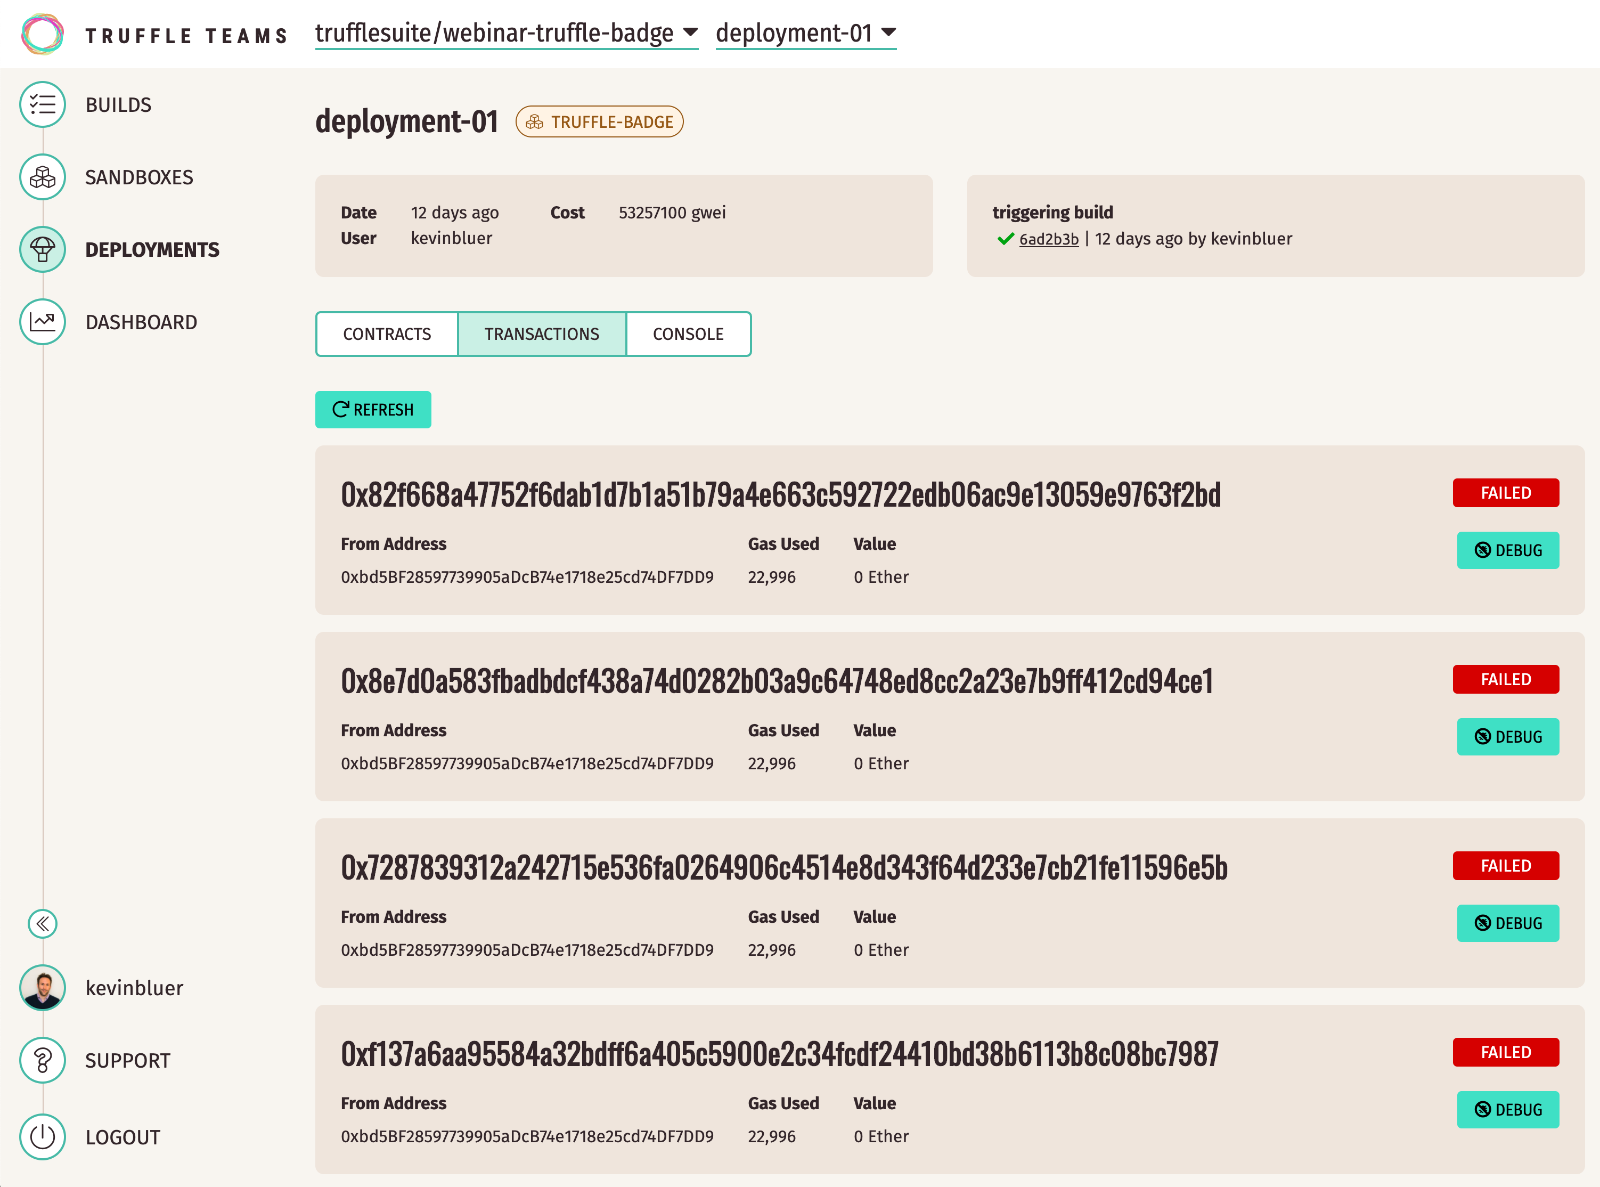 TRUFFLE TEAMS
trufflesuite/webinar-truffle-badge
deployment-01
BUILDS
SANDBOXES
DEPLOYMENTS
DASHBOARD
kevinbluer
SUPPORT
LOGOUT
deployment-01
TRUFFLE-BADGE
Date 12 days ago Cost 53257100 gwei
User kevinbluer
triggering build
6ad2b3b | 12 days ago by kevinbluer
CONTRACTS TRANSACTIONS CONSOLE
REFRESH
0x82f668a47752f6dab1d7b1a51b79a4e663c592722edb06ac9e13059e9763f2bd
FAILED
From Address Gas Used Value
DEBUG
0xbd5BF28597739905aDcB74e1718e25cd74DF7DD9 22,996 0 Ether
0x8e7d0a583fbadbdcf438a74d0282b03a9c64748ed8cc2a23e7b9ff412cd94ce1
FAILED
From Address Gas Used Value
DEBUG
0xbd5BF28597739905aDcB74e1718e25cd74DF7DD9 22,996 0 Ether
0x7287839312a242715e536fa0264906c4514e8d343f64d233e7cb21fe11596e5b
FAILED
From Address Gas Used Value
DEBUG
0xbd5BF28597739905aDcB74e1718e25cd74DF7DD9 22,996 0 Ether
0xf137a6aa95584a32bdff6a405c5900e2c34fcdf24410bd38b6113b8c08bc7987
FAILED
From Address Gas Used Value
DEBUG
0xbd5BF28597739905aDcB74e1718e25cd74DF7DD9 22,996 0 Ether